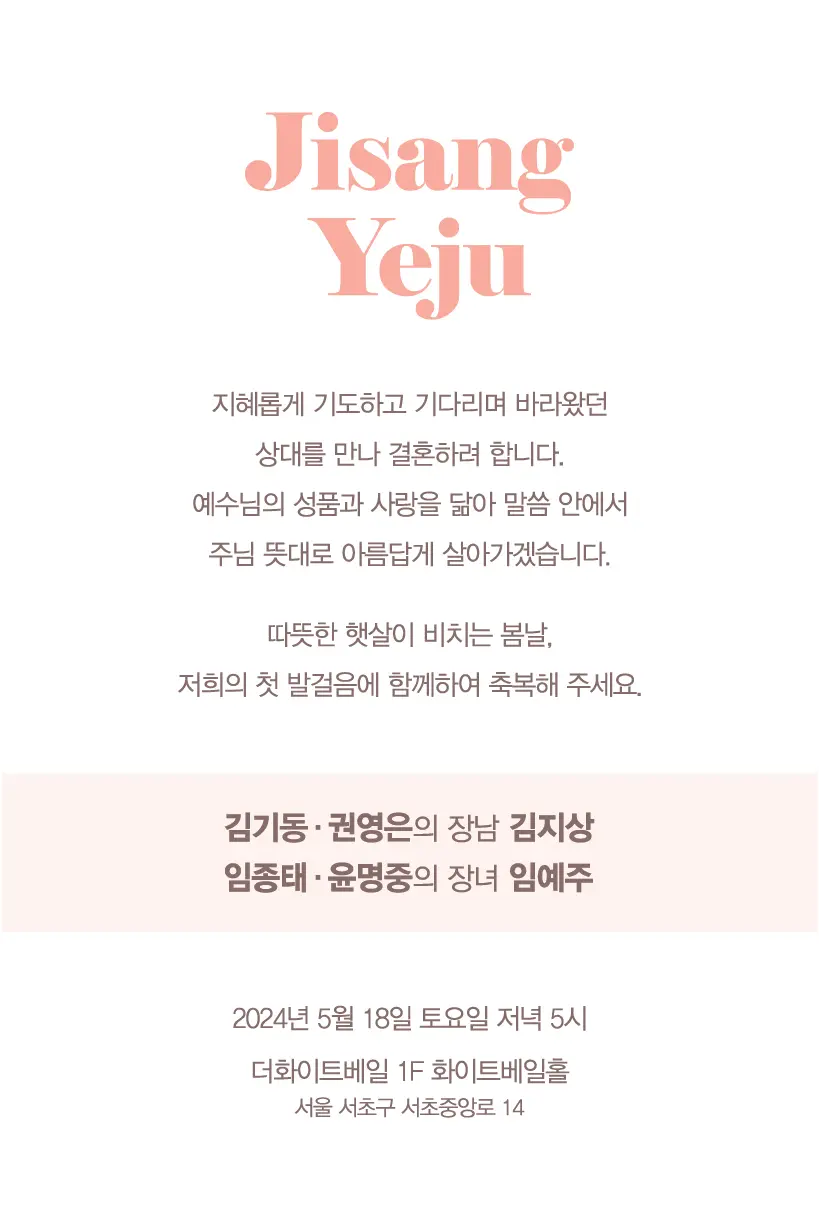 Jisang
Yeju
지혜롭게 기도하고 기다리며 바라왔던
상대를 만나 결혼하려 합니다.
예수님의 성품과 사랑을 닮아 말씀 안에서
주님 뜻대로 아름답게 살아가겠습니다.
따뜻한 햇살이 비치는 봄날,
저희의 첫 발걸음에 함께하여 축복해 주세요.
김기동 · 권영은의 장남 김지상
임종태 · 윤명중의 장녀 임예주
2024년 5월 18일 토요일 저녁 5시
더화이트베일 1F 화이트베일홀
서울 서초구 서초중앙로 14